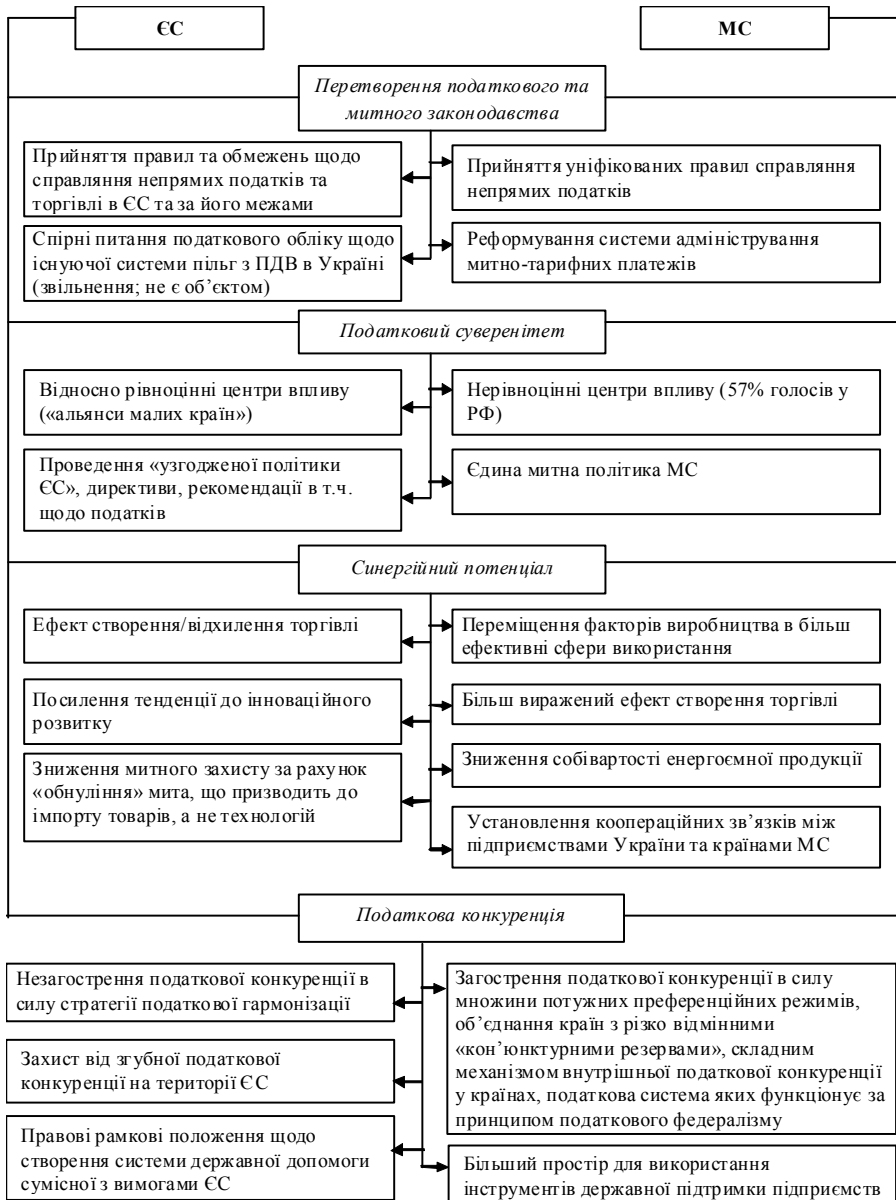 ЄС
МС
Перетворення податкового та
митного законодавства
Прийняття правил та обмежень щодо
справляння непрямих податків та
торгівлі в ЄС та за його межами
Прийняття уніфікованих правил справляння
непрямих податків
Спірні питання податкового обліку щодо
існуючої системи пільг з ПДВ в Україні
(звільнення; не є об’єктом)
Реформування системи адміністрування
митно-тарифних платежів
Податковий суверенітет
Відносно рівноцінні центри впливу
(«альянси малих країн»)
Нерівноцінні центри впливу (57% голосів у
РФ)
Проведення «узгодженої політики
ЄС», директиви, рекомендації в т.ч.
щодо податків
Єдина митна політика МС
Синергійний потенціал
Ефект створення/відхилення торгівлі
Переміщення факторів виробництва в більш
ефективні сфери використання
Посилення тенденції до інноваційного
розвитку
Більш виражений ефект створення торгівлі
Зниження митного захисту за рахунок
«обнуління» мита, що призводить до
імпорту товарів, а не технологій
Зниження собівартості енергоємної продукції
Установлення коопераційних зв’язків між
підприємствами України та країнами МС
Податкова конкуренція
Незагострення податкової конкуренції в
силу стратегії податкової гармонізації
Загострення податкової конкуренції в силу
множини потужних преференційних режимів,
об’єднання країн з різко відмінними
«кон’юнктурними резервами», складним
механізмом внутрішньої податкової конкуренції
у країнах, податкова система яких функціонує за
принципом податкового федералізму
Захист від згубної податкової
конкуренції на території ЄС
Правові рамкові положення щодо
створення системи державної допомоги
сумісної з вимогами ЄС
Більший простір для використання
інструментів державної підтримки підприємств